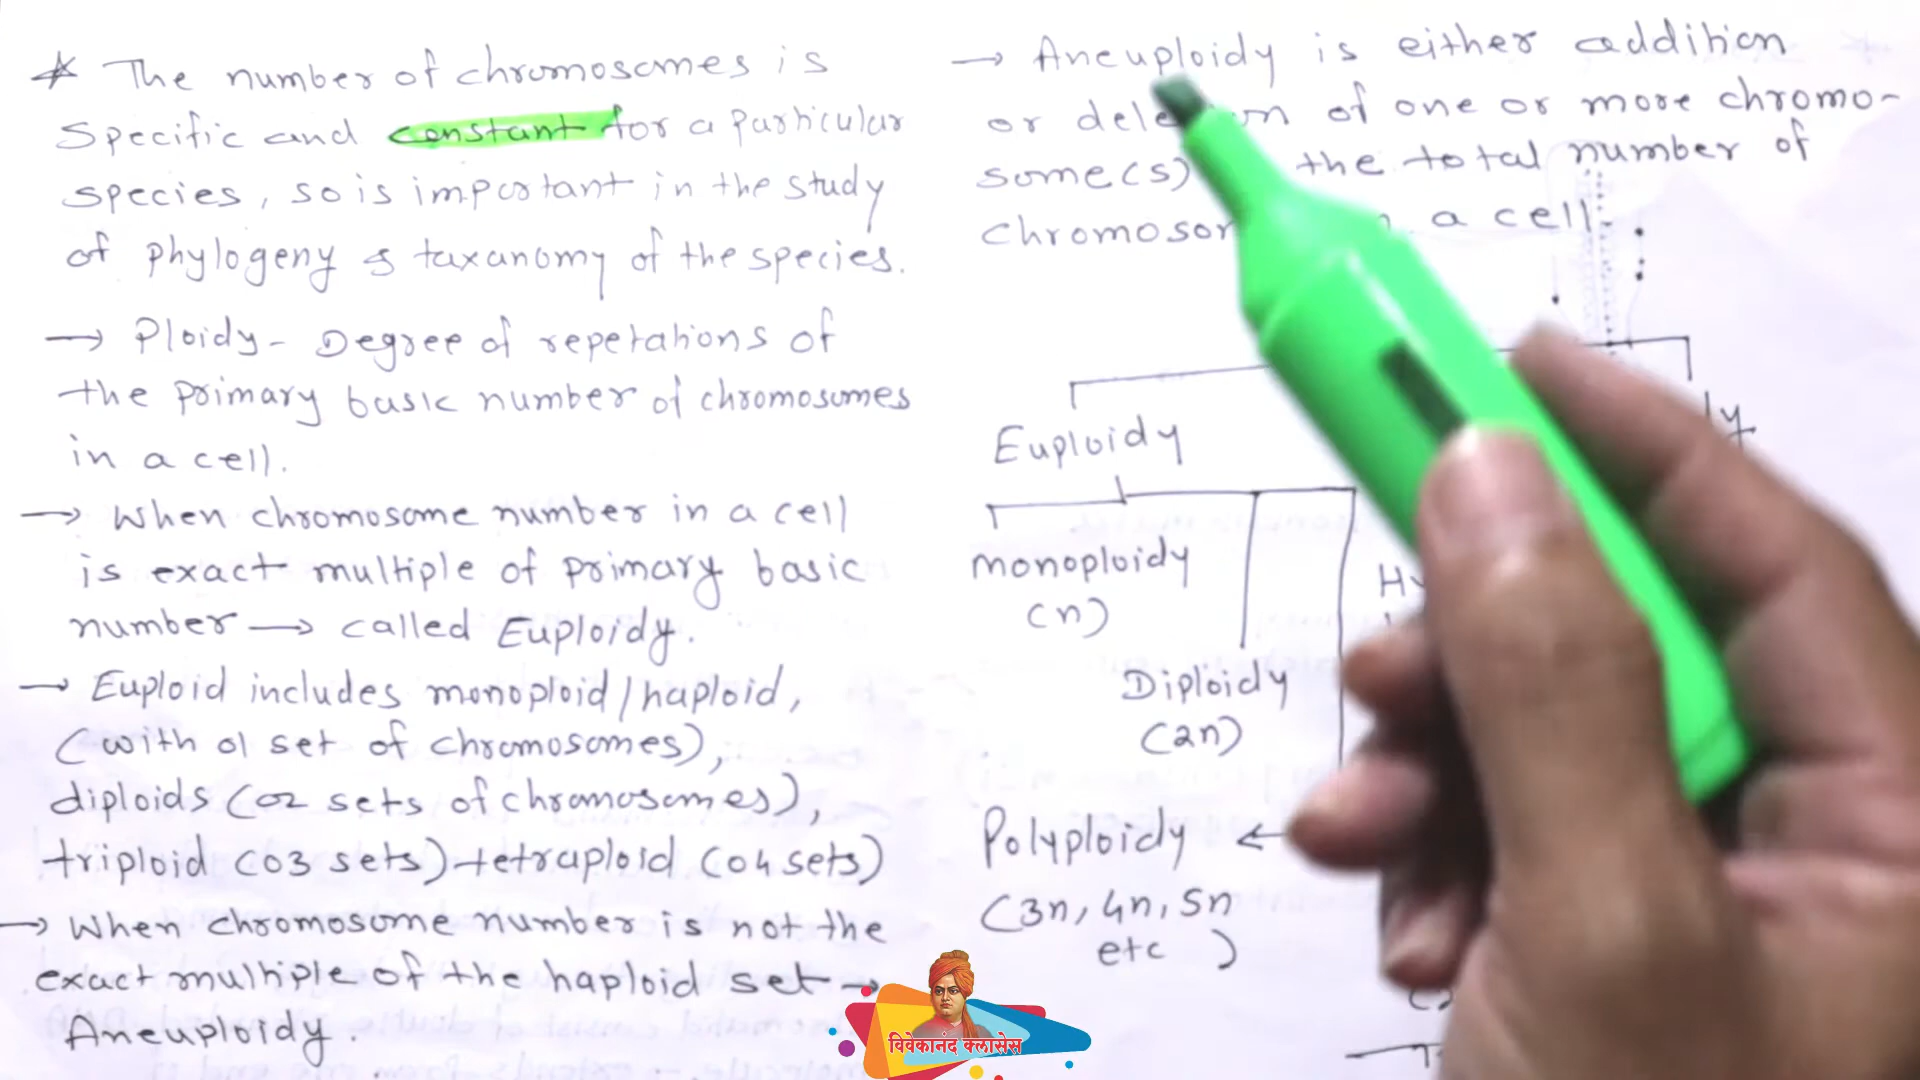 * The number of chromosomes is
Specific and constant for a particular
species, so is important in the study
of phylogeny & taxanomy of the species.
→ Ploidy - Degree of repetations of
the primary basic number of chromosomes
in a cell.
→ When chromosome number in a cell
is exact multiple of primary basic
number → called Euploidy.
→ Euploid includes monoploid/haploid,
(with 01 set of chromosomes),
diploids (02 sets of chromosomes),
triploid (03 sets) tetraploid (04 sets)
→ When chromosome number is not the
exact multiple of the haploid set →
Aneuploidy.
→ Aneuploidy is either addition
or of one or more chromo-
some(s) the total number of
a cell.
Euploidy
monoploidy
(n)
Diploidy
(2n)
Polyploidy ←
(3n, 4n, 5n
etc )
विवेकानंद क्लासेस